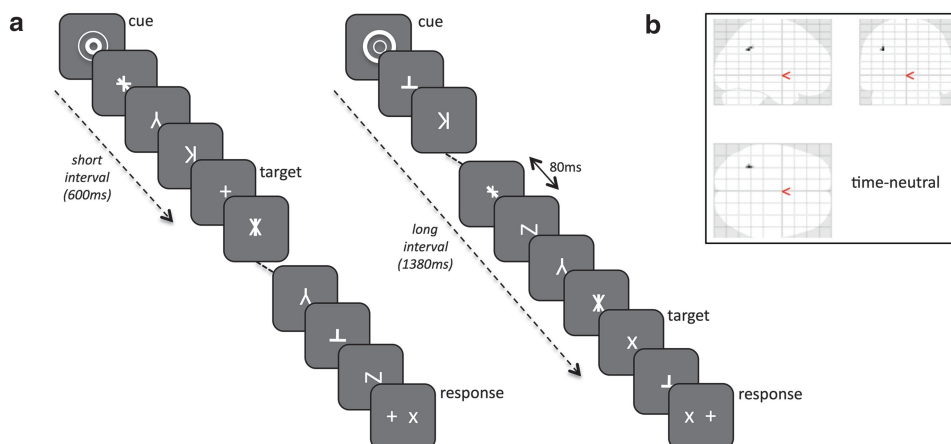 a
cue
Y
K
+
target
short
interval
(600ms)
Y
T
Z
+ x
response
cue
T
K
80ms
Z
Y
long
interval
(1380ms)
x
target
T
x +
response
b
<
<
<
time-neutral